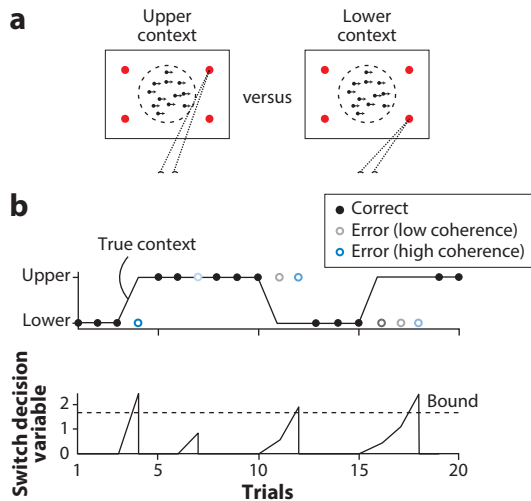 a
Upper
context
versus
Lower
context
b
Correct
Error (low coherence)
Error (high coherence)
True context
Upper
Lower
Switch decision
variable
2
1
0
Bound
1
5
10
15
20
Trials